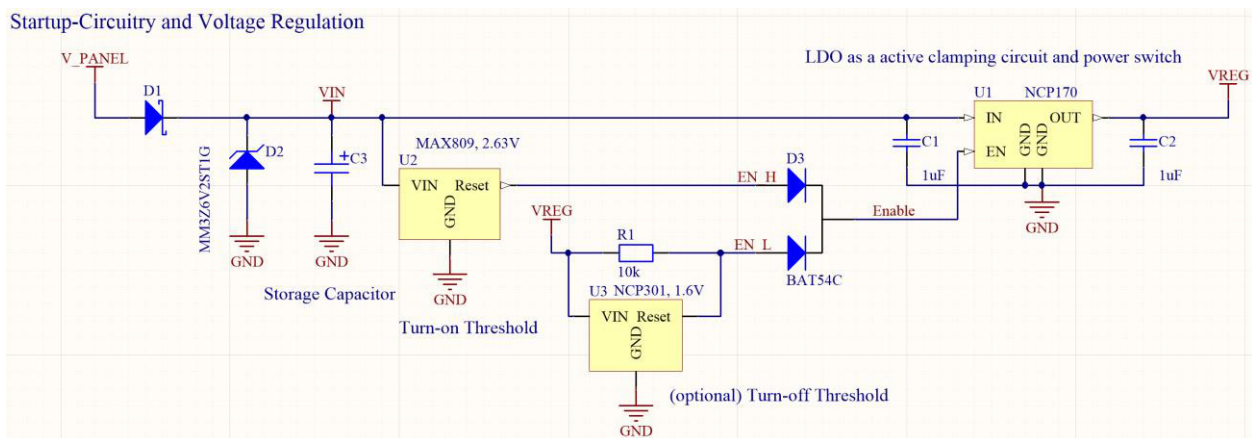 Startup-Circuitry and Voltage Regulation
V_PANEL
LDO as a active clamping circuit and power switch
VREG
D1
VIN
U1
NCP170
IN
OUT
EN
GND
GND
C1
1uF
C2
1uF
GND
D2
MM3Z6V2ST1G
GND
+
C3
GND
Storage Capacitor
MAX809, 2.63V
U2
VIN
Reset
GND
GND
Turn-on Threshold
EN_H
D3
Enable
VREG
R1
10k
EN_L
BAT54C
U3
NCP301, 1.6V
VIN
Reset
GND
GND
(optional) Turn-off Threshold